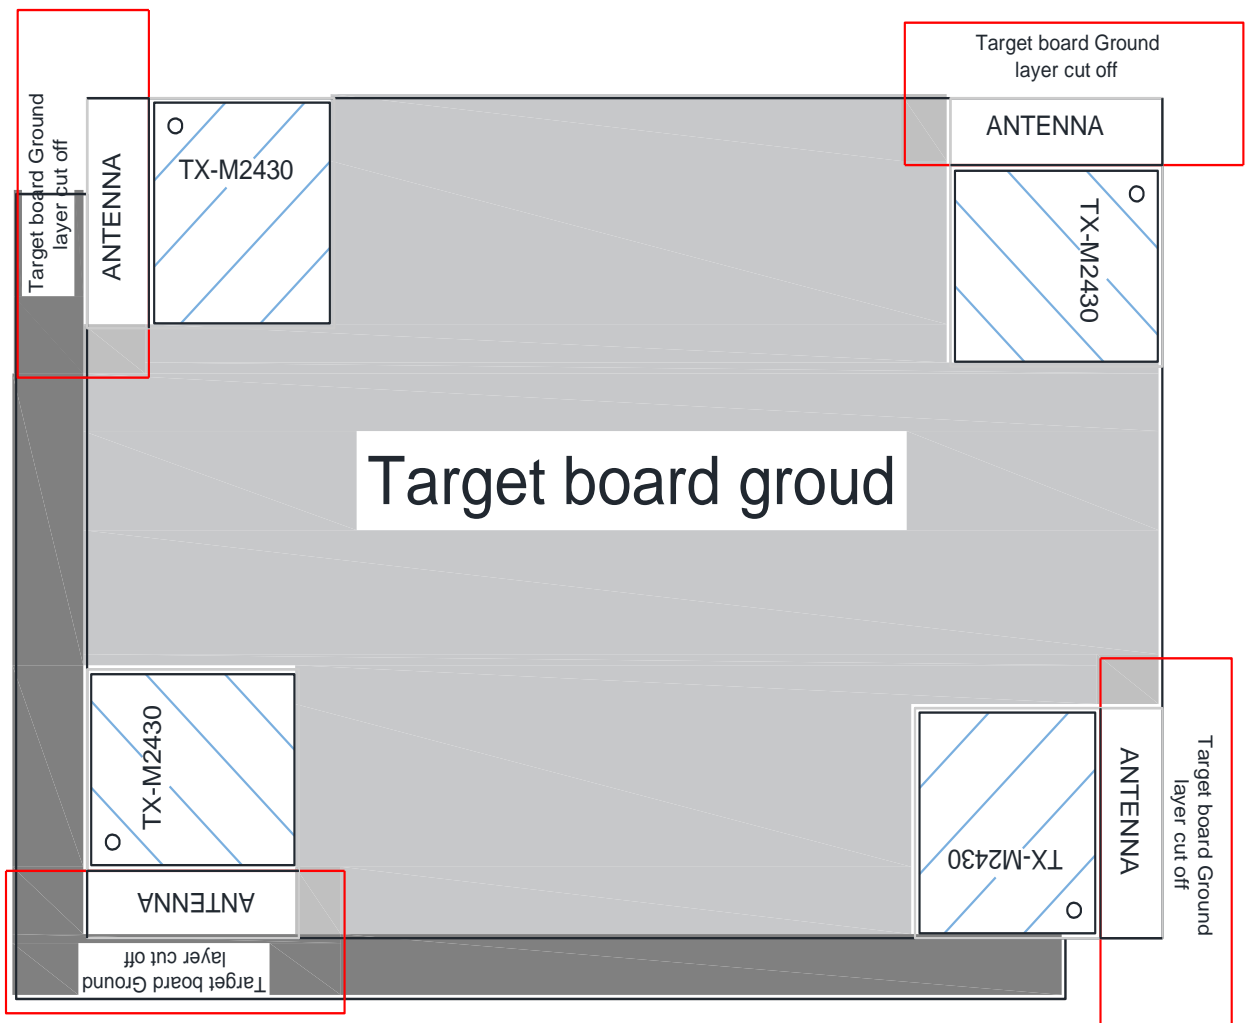 Target board Ground
layer cut off
ANTENNA
TX-M2430
Target board Ground
layer cut off
ANTENNA
TX-M2430
Target board groud
TX-M2430
ANTENNA
Target board Ground
layer cut off
TX-M2430
ANTENNA
Target board Ground
layer cut off